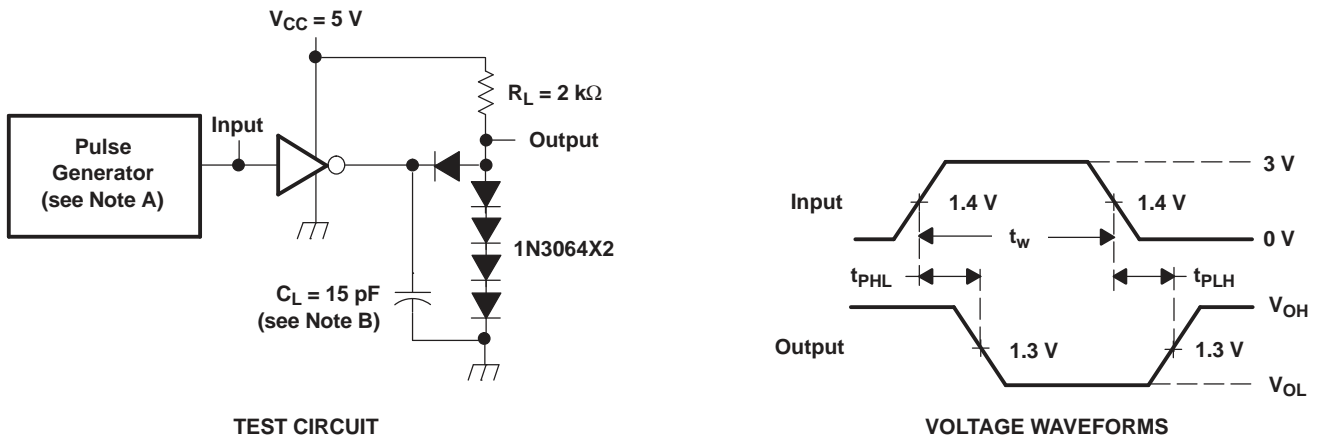 V_CC = 5 V
R_L = 2 kΩ
Input
Output
Pulse
Generator
(see Note A)
1N3064X2
C_L = 15 pF
(see Note B)
TEST CIRCUIT
3 V
Input
1.4 V
1.4 V
t_w
0 V
t_PHL
t_PLH
V_OH
Output
1.3 V
1.3 V
V_OL
VOLTAGE WAVEFORMS